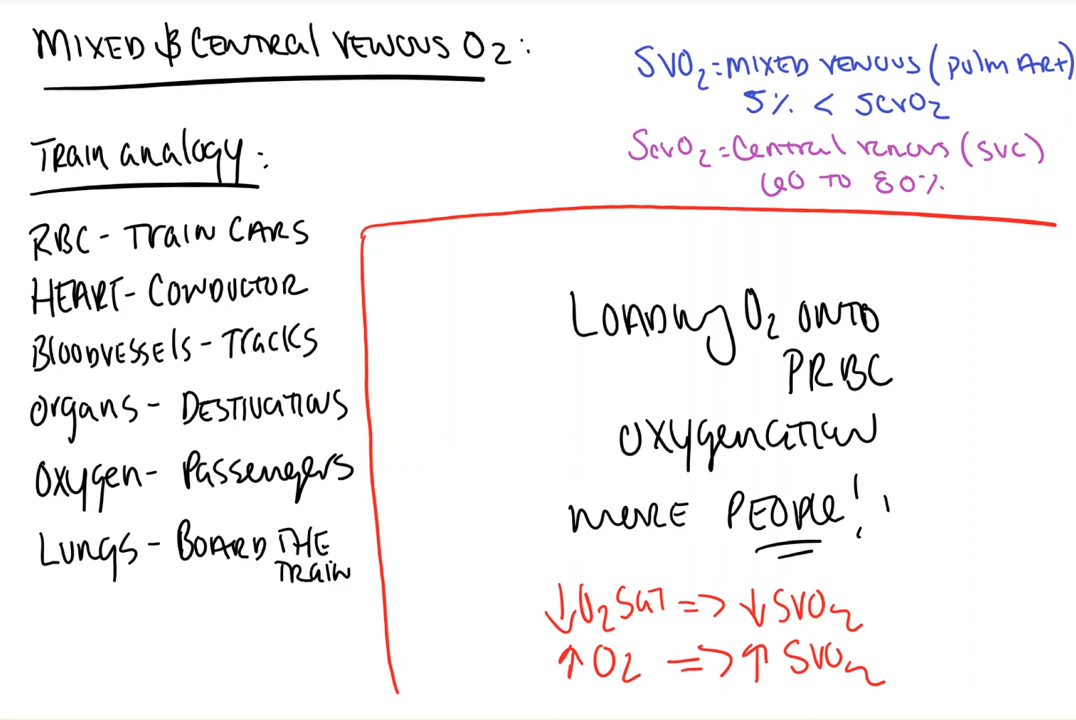 MIXED & CENTRAL VENOUS O2:
SVO2 = MIXED VENOUS (PULM ART)
5% < SCVO2
ScvO2 = Central venous (SVC)
60 TO 80%
Train analogy:
RBC - TRAIN CARS
HEART - CONDUCTOR
Bloodvessels - Tracks
Organs - DESTINATIONS
Oxygen - Passengers
Lungs - BOARD THE
TRAIN
LOADING O2 ONTO
PRBC
OXYGENATION
MORE PEOPLE!!
↓O2 SAT => ↓SVO2
↑O2 => ↑SVO2